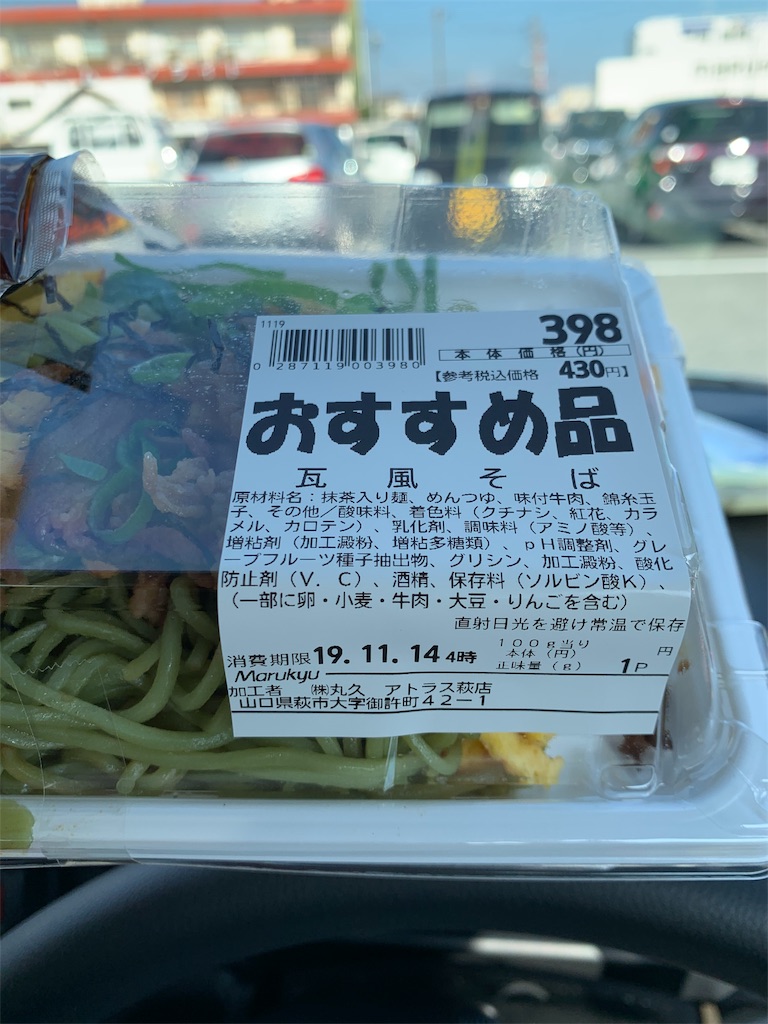 1119
398
本体価格(円)
0 287119 003980
【参考税込価格 430円】
おすすめ品
瓦風そば
原材料名:抹茶入り麺、めんつゆ、味付牛肉、錦糸玉
子、その他/酸味料、着色料(クチナシ、紅花、カラ
メル、カロテン)、乳化剤、調味料(アミノ酸等)、
増粘剤(加工澱粉、増粘多糖類)、pH調整剤、グレ
ープフルーツ種子抽出物、グリシン、加工澱粉、酸化
防止剤(V.C)、酒精、保存料(ソルビン酸K)、
(一部に卵・小麦・牛肉・大豆・りんごを含む)
直射日光を避け常温で保存
消費期限 19.11.14 4時
100g当り
本体(円) 円
正味量(g) 1P
Marukyu
加工者 ㈱丸久 アトラス萩店
山口県萩市大字御許町42-1